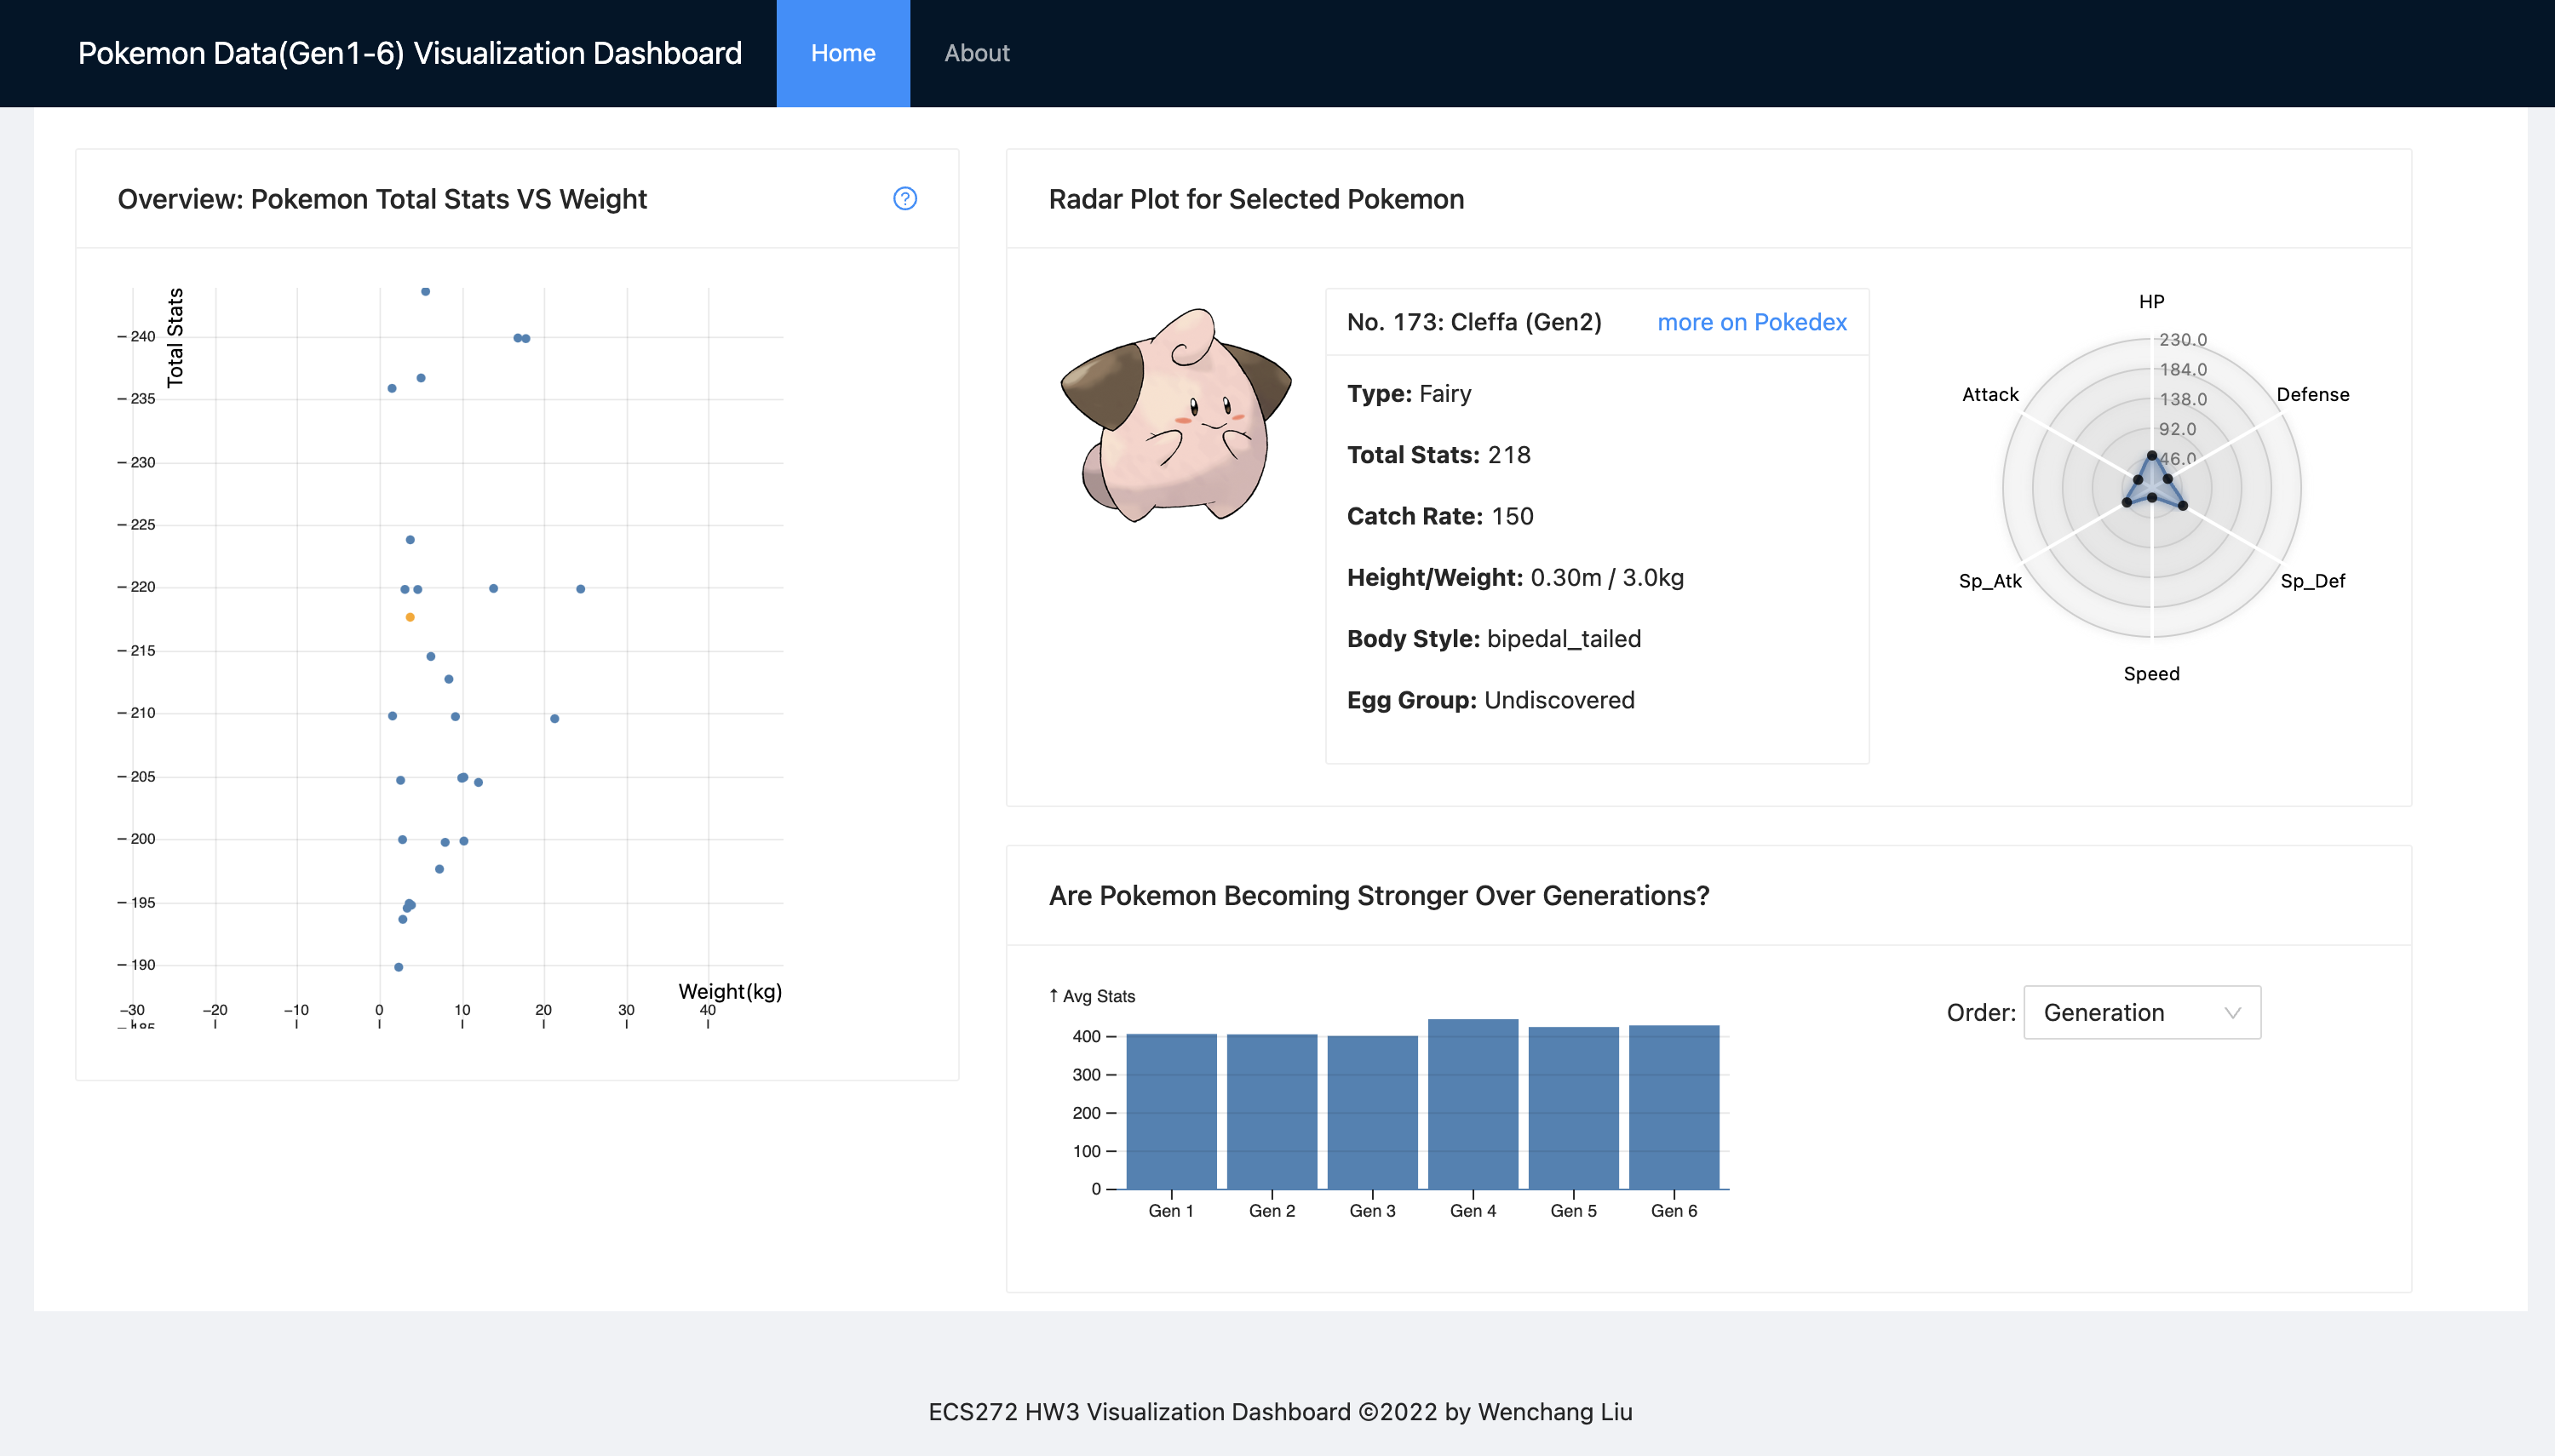 Pokemon Data(Gen1-6) Visualization Dashboard
Home
About
Overview: Pokemon Total Stats VS Weight
?
Total Stats
240
235
230
225
220
215
210
205
200
195
190
Weight(kg)
−30 −20 −10 0 10 20 30 40
Radar Plot for Selected Pokemon
No. 173: Cleffa (Gen2)
more on Pokedex
Type: Fairy
Total Stats: 218
Catch Rate: 150
Height/Weight: 0.30m / 3.0kg
Body Style: bipedal_tailed
Egg Group: Undiscovered
HP
230.0
184.0
138.0
92.0
46.0
Attack
Defense
Sp_Atk
Sp_Def
Speed
Are Pokemon Becoming Stronger Over Generations?
↑ Avg Stats
Order: Generation
400
300
200
100
0
Gen 1 Gen 2 Gen 3 Gen 4 Gen 5 Gen 6
ECS272 HW3 Visualization Dashboard ©2022 by Wenchang Liu